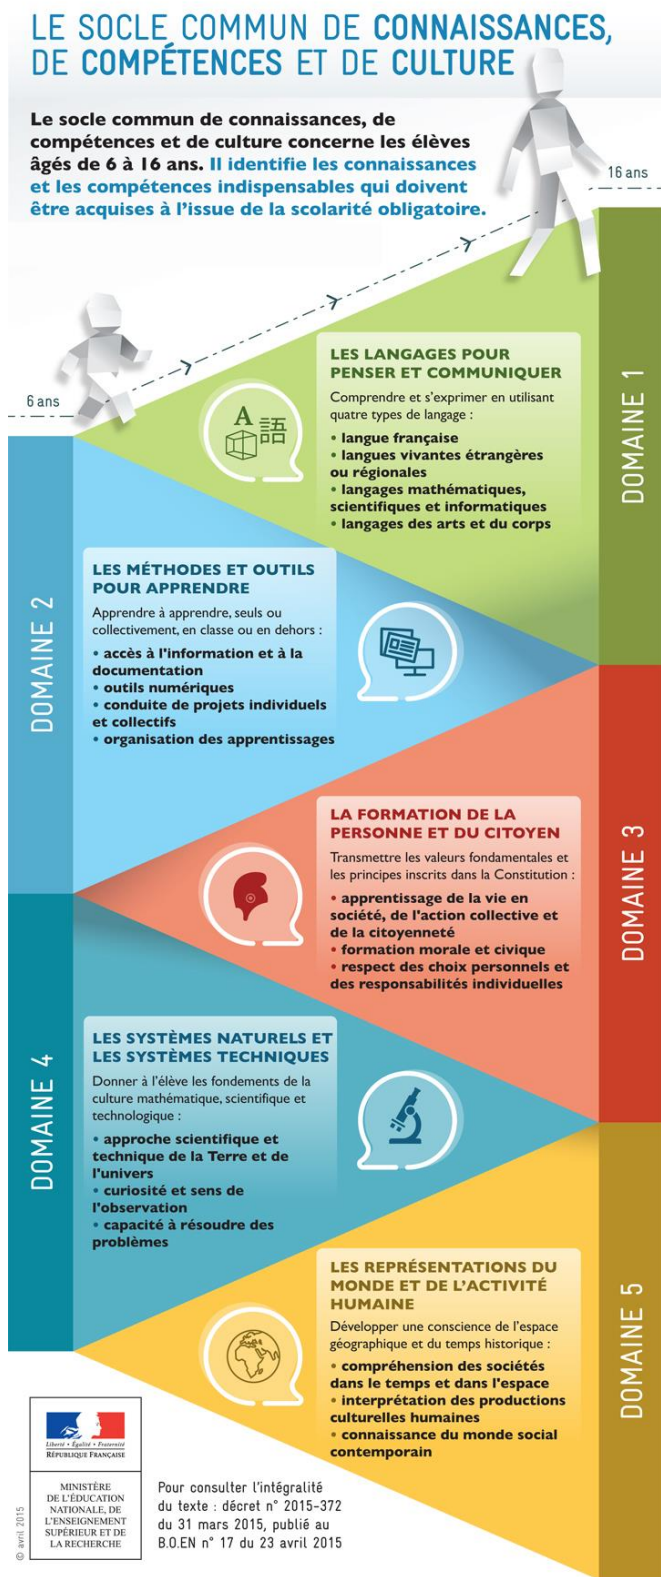 LE SOCLE COMMUN DE CONNAISSANCES,
DE COMPÉTENCES ET DE CULTURE
Le socle commun de connaissances, de
compétences et de culture concerne les élèves
âgés de 6 à 16 ans. Il identifie les connaissances
et les compétences indispensables qui doivent
être acquises à l'issue de la scolarité obligatoire.
16 ans
6 ans
DOMAINE 1
LES LANGAGES POUR
PENSER ET COMMUNIQUER
Comprendre et s'exprimer en utilisant
quatre types de langage :
• langue française
• langues vivantes étrangères
ou régionales
• langages mathématiques,
scientifiques et informatiques
• langages des arts et du corps
A
語
DOMAINE 2
LES MÉTHODES ET OUTILS
POUR APPRENDRE
Apprendre à apprendre, seuls ou
collectivement, en classe ou en dehors :
• accès à l'information et à la
documentation
• outils numériques
• conduite de projets individuels
et collectifs
• organisation des apprentissages
DOMAINE 3
LA FORMATION DE LA
PERSONNE ET DU CITOYEN
Transmettre les valeurs fondamentales et
les principes inscrits dans la Constitution :
• apprentissage de la vie en
société, de l'action collective et
de la citoyenneté
• formation morale et civique
• respect des choix personnels et
des responsabilités individuelles
DOMAINE 4
LES SYSTÈMES NATURELS ET
LES SYSTÈMES TECHNIQUES
Donner à l'élève les fondements de la
culture mathématique, scientifique et
technologique :
• approche scientifique et
technique de la Terre et de
l'univers
• curiosité et sens de
l'observation
• capacité à résoudre des
problèmes
DOMAINE 5
LES REPRÉSENTATIONS DU
MONDE ET DE L'ACTIVITÉ
HUMAINE
Développer une conscience de l'espace
géographique et du temps historique :
• compréhension des sociétés
dans le temps et dans l'espace
• interprétation des productions
culturelles humaines
• connaissance du monde social
contemporain
Liberté • Égalité • Fraternité
RÉPUBLIQUE FRANÇAISE
MINISTÈRE
DE L'ÉDUCATION
NATIONALE, DE
L'ENSEIGNEMENT
SUPÉRIEUR ET DE
LA RECHERCHE
Pour consulter l'intégralité
du texte : décret n° 2015-372
du 31 mars 2015, publié au
B.O.EN n° 17 du 23 avril 2015
© avril 2015